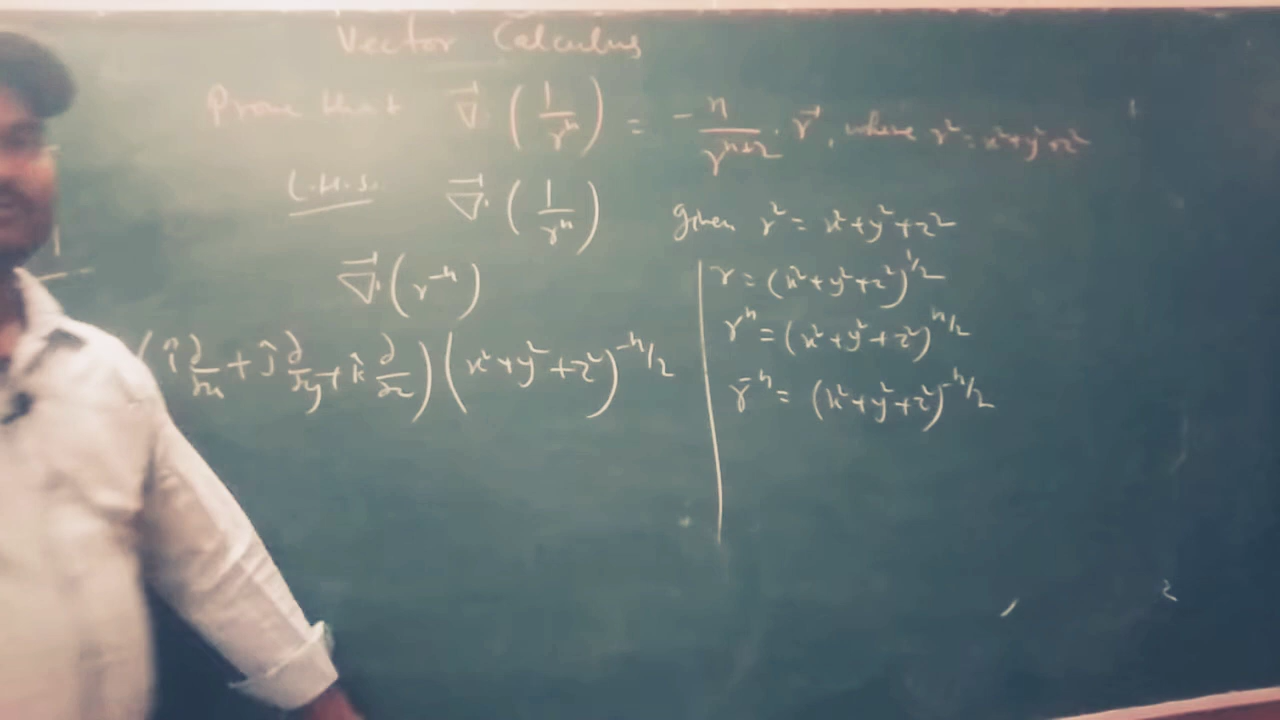 Vector Calculus
Prove that ∇⃗. (1/rⁿ) = -n/rⁿ⁺² . r⃗, where r² = x²+y²+z²
L.H.S. ∇⃗. (1/rⁿ)
Given r² = x²+y²+z²
∇⃗. (r⁻ⁿ)
(î ∂/∂x + ĵ ∂/∂y + k̂ ∂/∂z) (x²+y²+z²)^-n/2
r = (x²+y²+z²)^1/2
rⁿ = (x²+y²+z²)^n/2
r⁻ⁿ = (x²+y²+z²)^-n/2